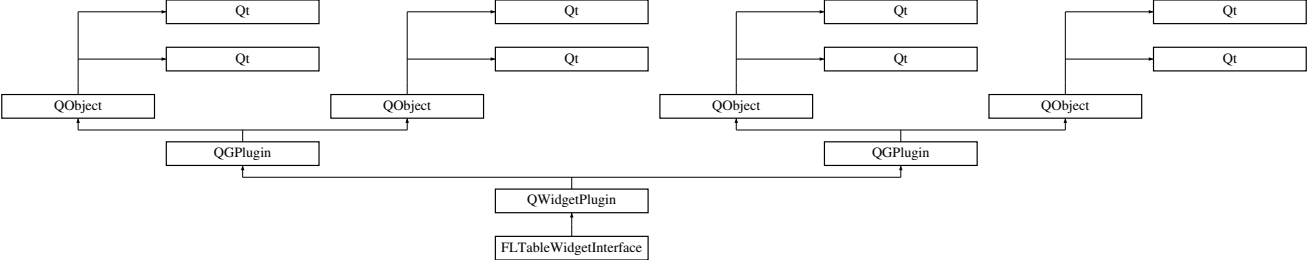 Qt
Qt
Qt
Qt
Qt
Qt
Qt
Qt
QObject
QObject
QObject
QObject
QGPlugin
QGPlugin
QWidgetPlugin
FLTableWidgetInterface